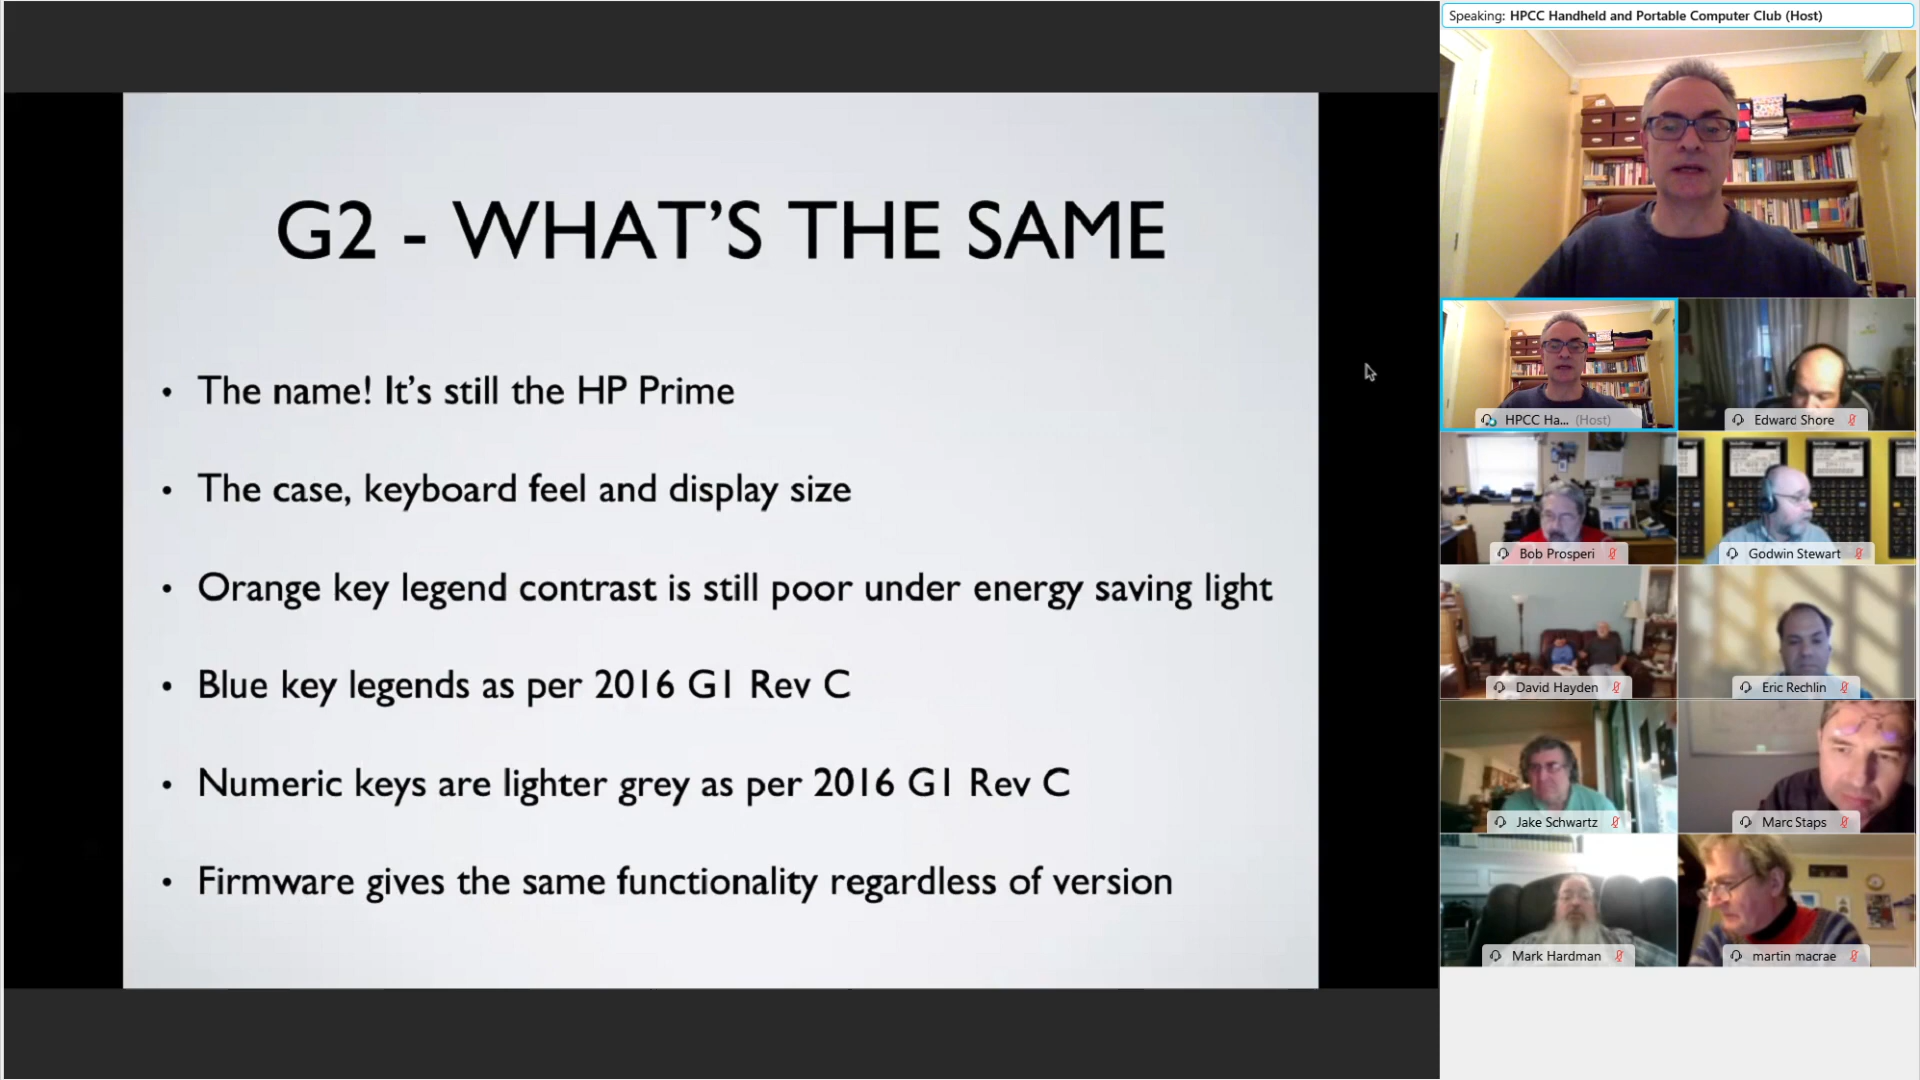 Speaking: HPCC Handheld and Portable Computer Club (Host)
G2 - WHAT'S THE SAME
• The name! It's still the HP Prime
• The case, keyboard feel and display size
• Orange key legend contrast is still poor under energy saving light
• Blue key legends as per 2016 G1 Rev C
• Numeric keys are lighter grey as per 2016 G1 Rev C
• Firmware gives the same functionality regardless of version
HPCC Ha... (Host)
Edward Shore
Bob Prosperi
Godwin Stewart
David Hayden
Eric Rechlin
Jake Schwartz
Marc Staps
Mark Hardman
martin macrae